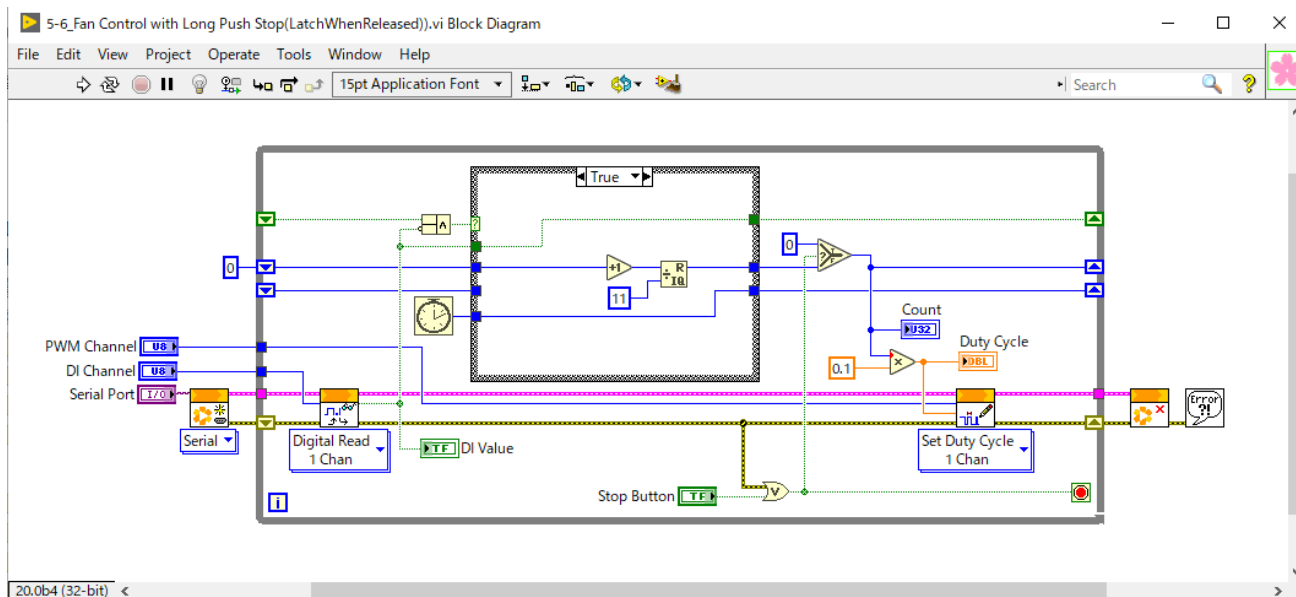 5-6_Fan Control with Long Push Stop(LatchWhenReleased)).vi Block Diagram
File Edit View Project Operate Tools Window Help
15pt Application Font
Search
True
0
0
+1
R
IQ
11
Count
U32
Duty Cycle
DBL
0.1
PWM Channel U8
DI Channel U8
Serial Port I/O
Serial
Digital Read
1 Chan
TF DI Value
Set Duty Cycle
1 Chan
Error
?!
Stop Button TF
i
20.0b4 (32-bit)